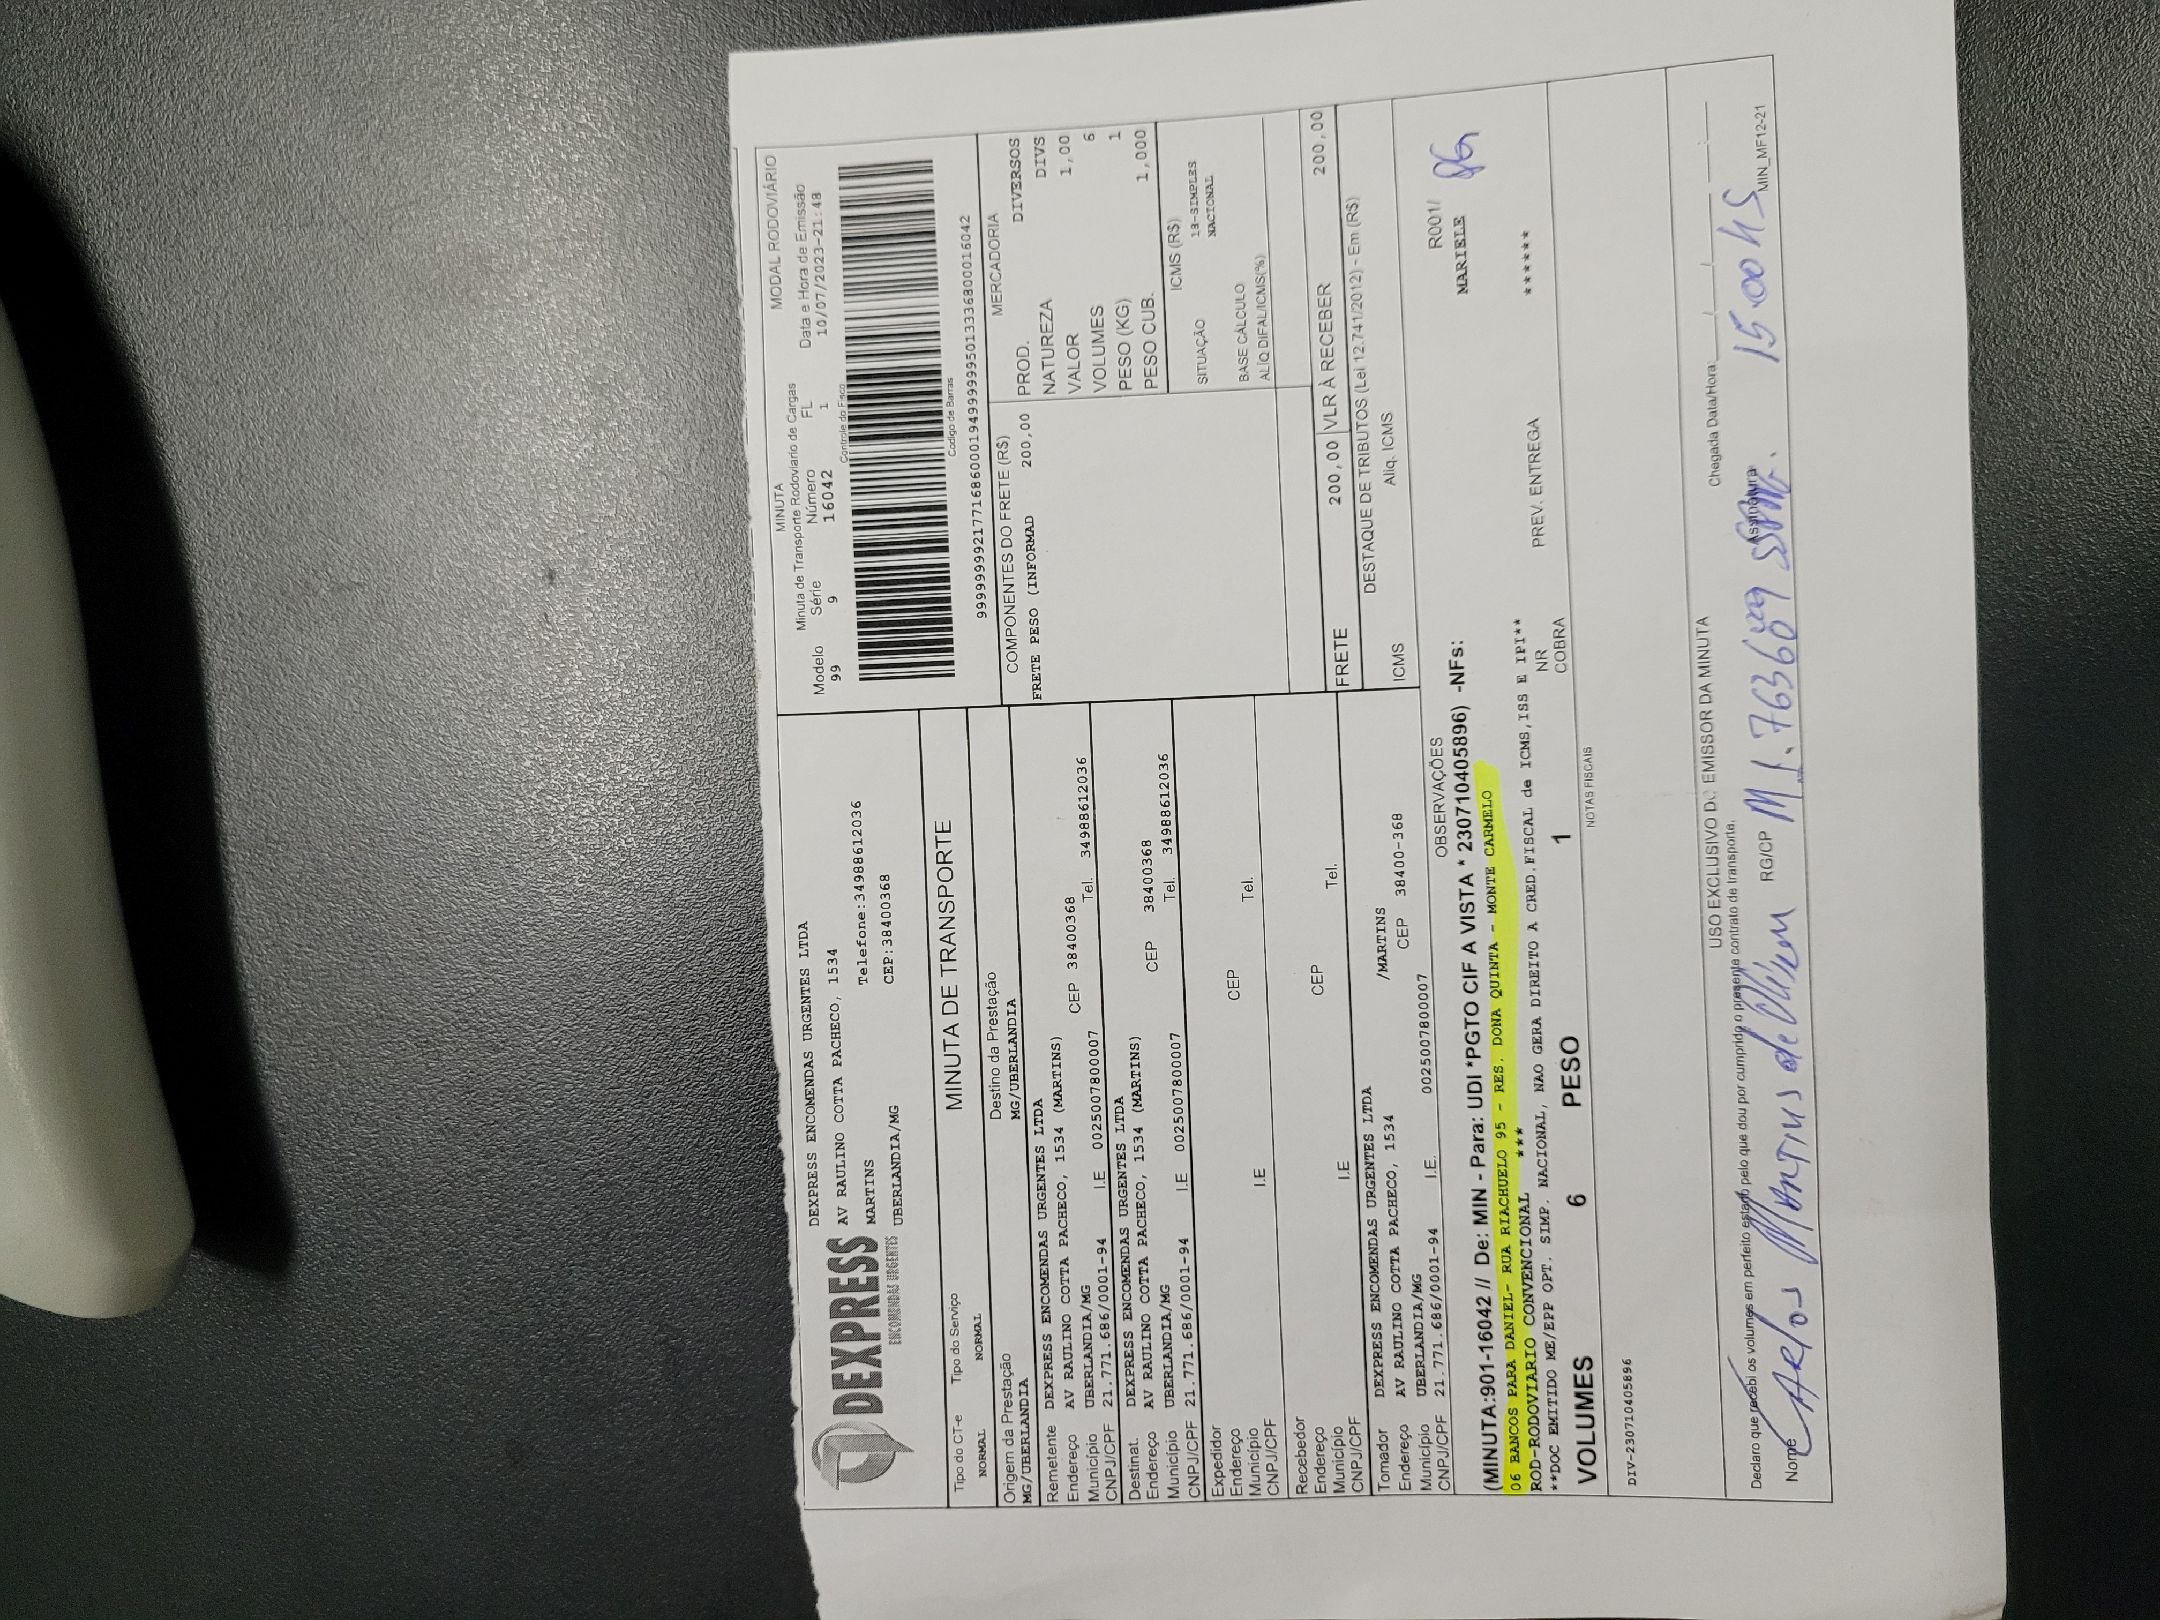 DEXPRESS
ENCOMENDAS URGENTES
DEXPRESS ENCOMENDAS URGENTES LTDA
AV RAULINO COTTA PACHECO, 1534
MARTINS Telefone:34988612036
UBERLANDIA/MG CEP:38400368
MINUTA MODAL RODOVIÁRIO
Minuta de Transporte Rodoviario de Cargas
Modelo Série Número FL Data e Hora de Emissão
99 9 16042 1 10/07/2023-21:48
Controle do Fisco
Codigo de Barras
Tipo do CT-e Tipo do Serviço MINUTA DE TRANSPORTE
NORMAL NORMAL
Origem da Prestação Destino da Prestação
MG/UBERLANDIA MG/UBERLANDIA
Remetente DEXPRESS ENCOMENDAS URGENTES LTDA
Endereço AV RAULINO COTTA PACHECO, 1534 (MARTINS)
Município UBERLANDIA/MG CEP 38400368
CNPJ/CPF 21.771.686/0001-94 I.E 0025007800007 Tel. 34988612036
Destinat. DEXPRESS ENCOMENDAS URGENTES LTDA
Endereço AV RAULINO COTTA PACHECO, 1534 (MARTINS)
Município UBERLANDIA/MG CEP 38400368
CNPJ/CPF 21.771.686/0001-94 I.E 0025007800007 Tel. 34988612036
Expedidor
Endereço
Município CEP
CNPJ/CPF I.E Tel.
Recebedor
Endereço
Município CEP
CNPJ/CPF I.E Tel.
Tomador DEXPRESS ENCOMENDAS URGENTES LTDA
Endereço AV RAULINO COTTA PACHECO, 1534 /MARTINS
Município UBERLANDIA/MG CEP 38400-368
CNPJ/CPF 21.771.686/0001-94 I.E. 0025007800007
COMPONENTES DO FRETE (R$)
FRETE PESO (INFORMAD 200,00
MERCADORIA
PROD. DIVERSOS
NATUREZA DIVS
VALOR 1,00
VOLUMES 6
PESO (KG) 1
PESO CUB. 1,000
ICMS (R$)
SITUAÇÃO 13-SIMPLES
NACIONAL
BASE CÁLCULO
ALÍQ DIFAL/ICMS(%)
FRETE 200,00 VLR À RECEBER 200,00
DESTAQUE DE TRIBUTOS (Lei 12.741/2012) - Em (R$)
ICMS Aliq. ICMS
OBSERVAÇÕES R001/
(MINUTA:901-16042 // De: MIN - Para: UDI *PGTO CIF A VISTA * 230710405896) -NFs: MARIELE
06 BANCOS PARA DANIEL- RUA RIACHUELO 95 - RES. DONA QUINTA - MONTE CARMELO
ROD-RODOVIARIO CONVENCIONAL ***
**DOC EMITIDO ME/EPP OPT. SIMP. NACIONAL, NAO GERA DIREITO A CRED.FISCAL de ICMS,ISS E IPI** ******
VOLUMES 6 PESO 1 NR COBRA PREV. ENTREGA
NOTAS FISCAIS
DIV-230710405896
USO EXCLUSIVO DO EMISSOR DA MINUTA
Declaro que recebi os volumes em perfeito estado pelo que dou por cumprido o presente contrato de transporte. Chegada Data/Hora: / / :
Nome Carlos Martins RG/CP Assinatura 15:00 HS
MIN_MF12-21